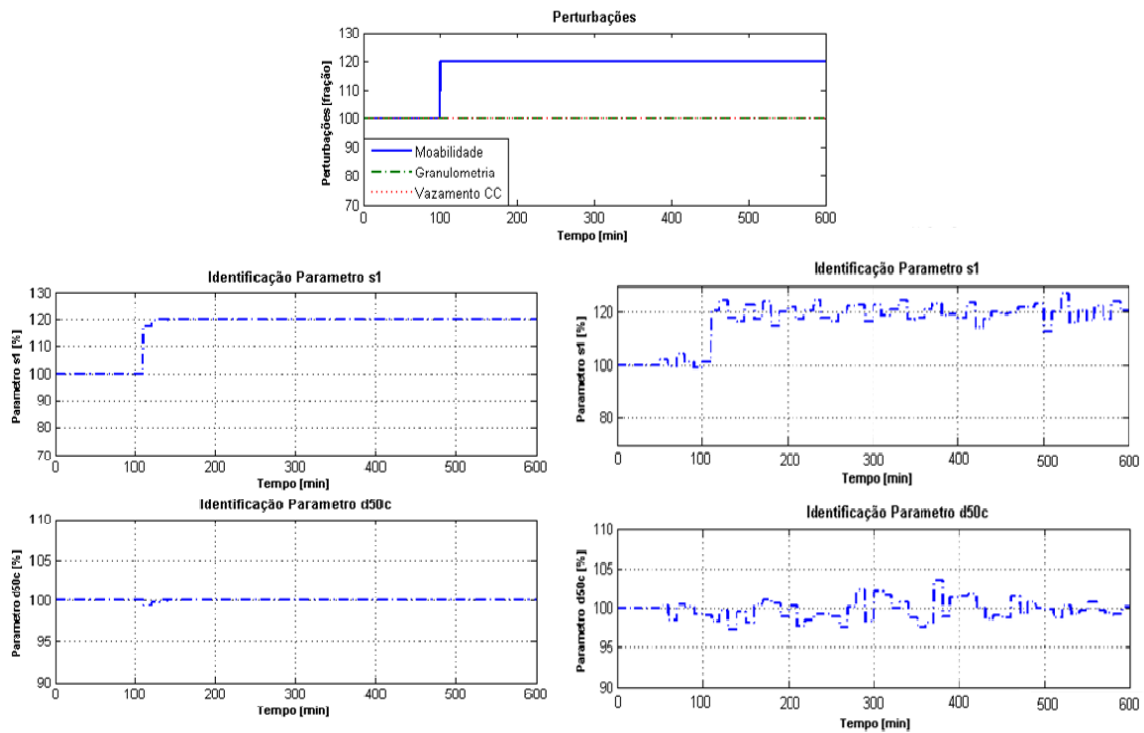 Perturbações
Perturbações [fração]
130
120
110
100
90
80
70
Moabilidade
Granulometria
Vazamento CC
0 100 200 300 400 500 600
Tempo [min]
Identificação Parametro s1
Parametro s1 [%]
130
120
110
100
90
80
70
0 100 200 300 400 500 600
Tempo [min]
Identificação Parametro s1
Parametro s1 [%]
120
100
80
0 100 200 300 400 500 600
Tempo [min]
Identificação Parametro d50c
Parametro d50c [%]
110
105
100
95
90
0 100 200 300 400 500 600
Tempo [min]
Identificação Parametro d50c
Parametro d50c [%]
110
105
100
95
90
0 100 200 300 400 500 600
Tempo [min]